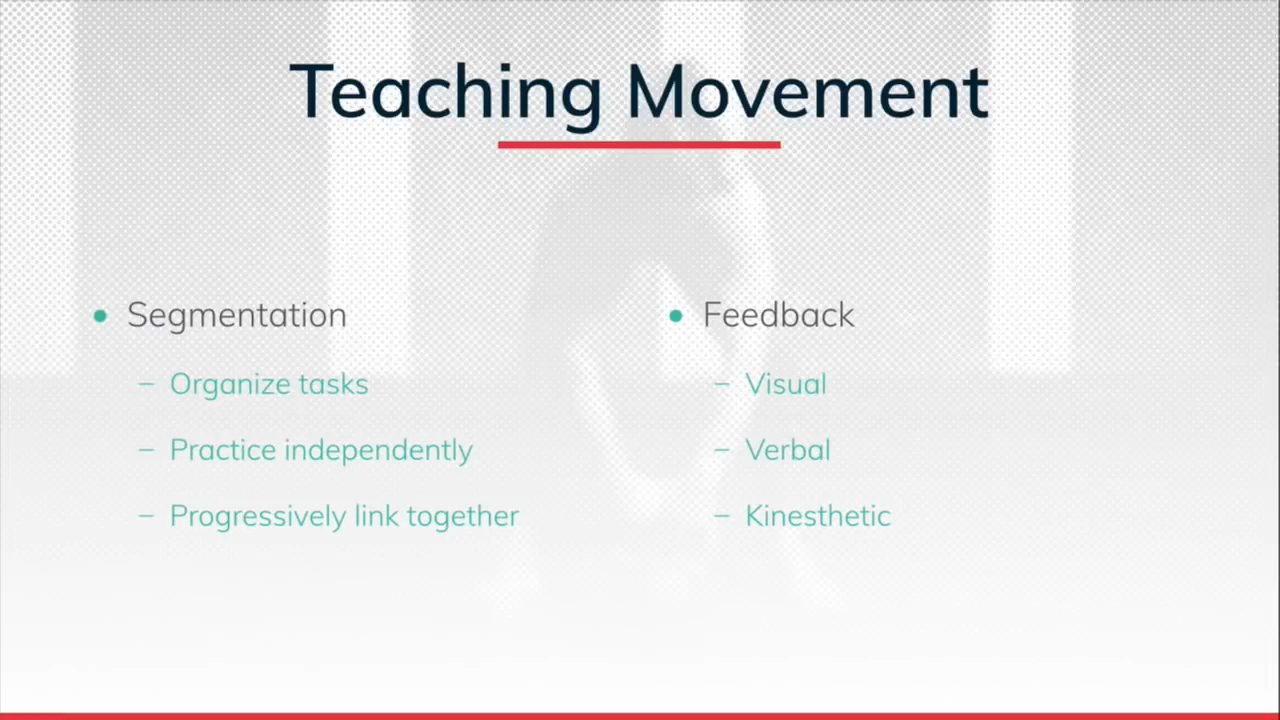 Teaching Movement
• Segmentation
– Organize tasks
– Practice independently
– Progressively link together
• Feedback
– Visual
– Verbal
– Kinesthetic